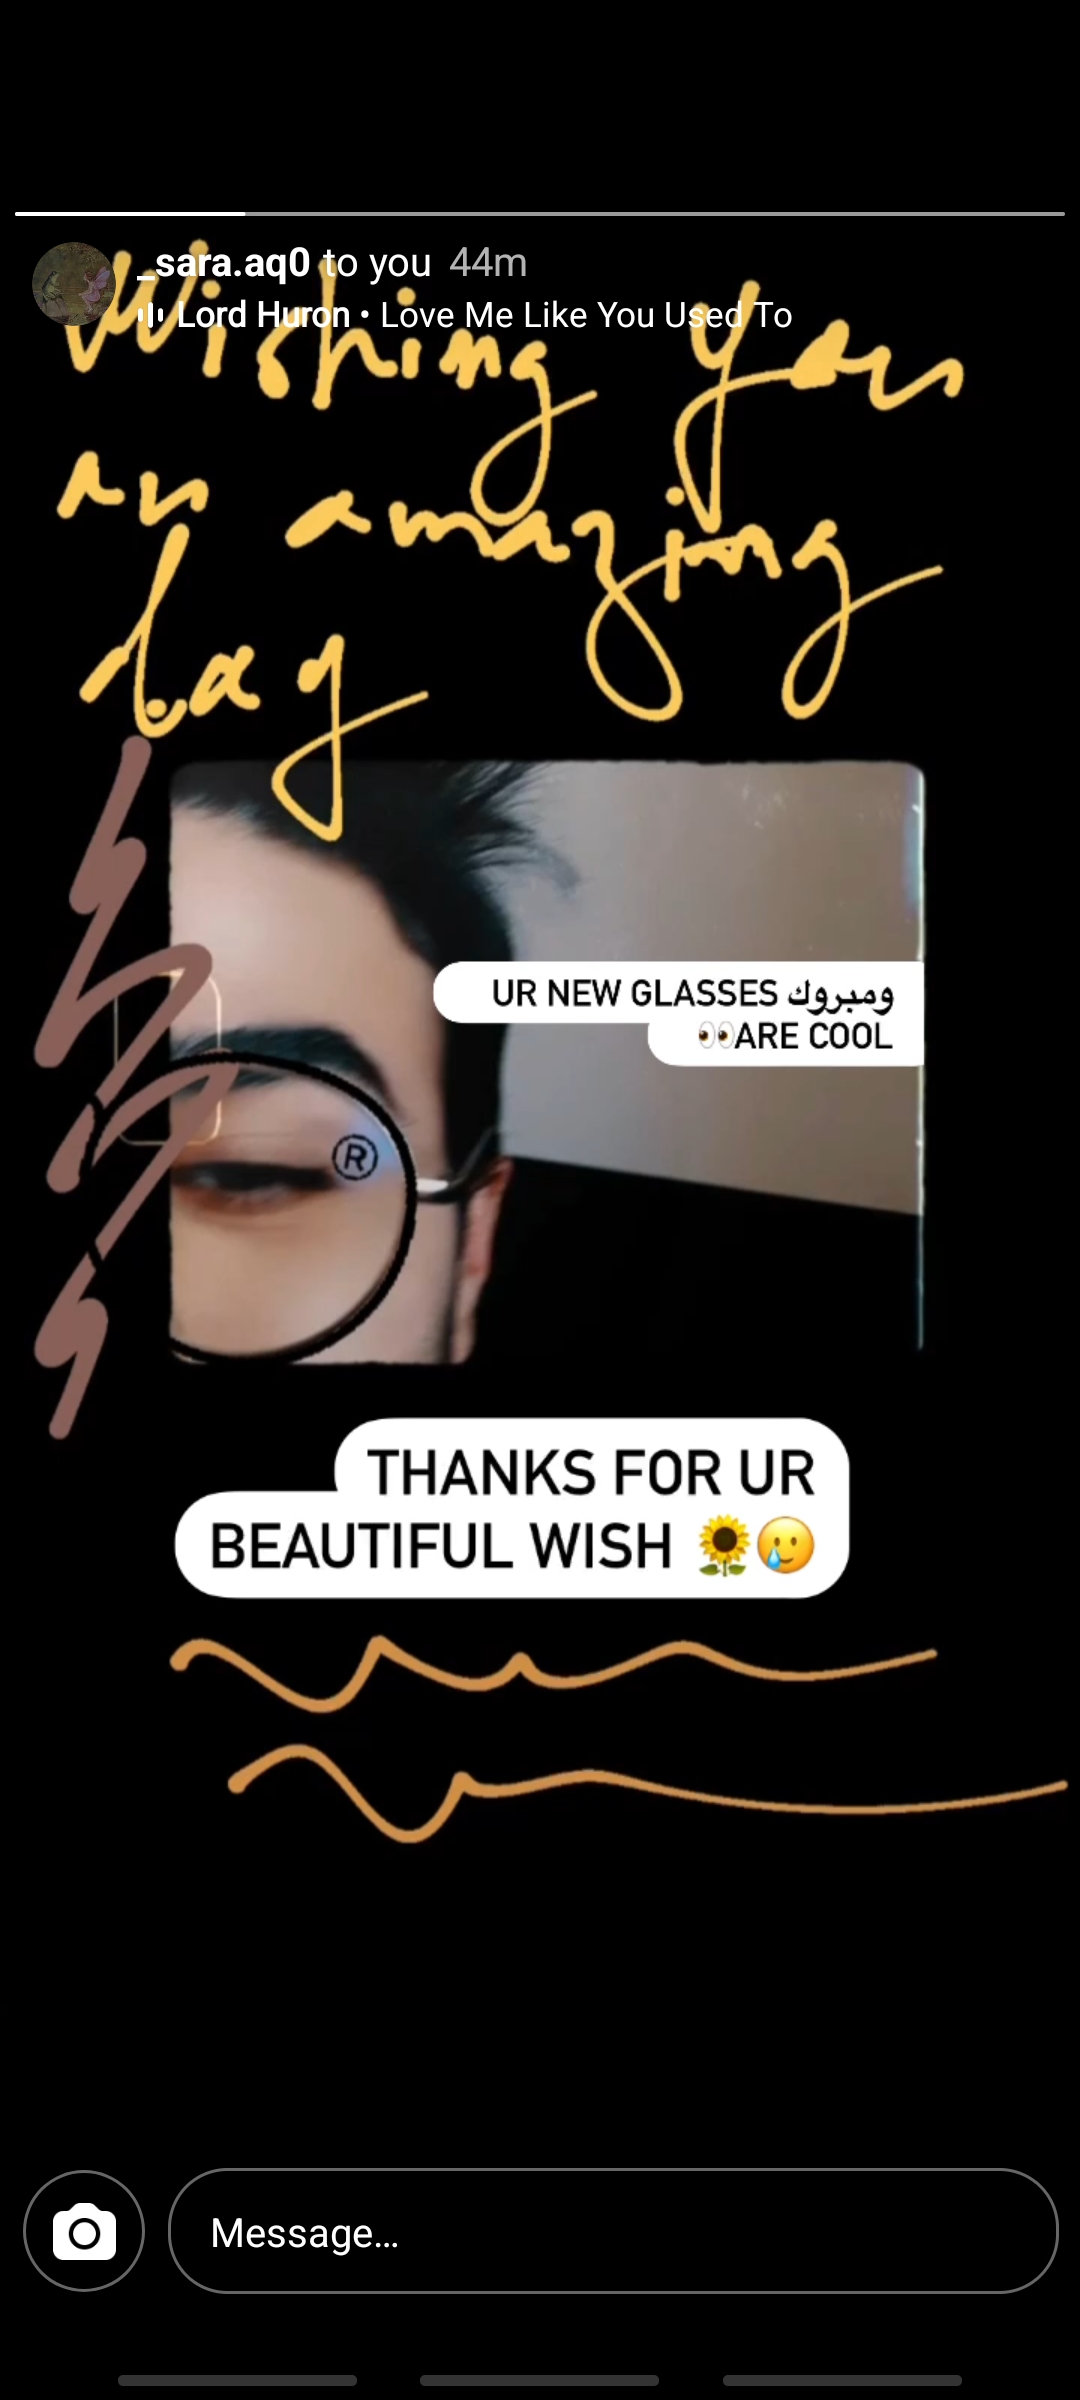 _sara.aq0 to you 44m
Lord Huron • Love Me Like You Used To
Wishing you
an amazing
day
ومبروك UR NEW GLASSES
👀ARE COOL
®
THANKS FOR UR
BEAUTIFUL WISH 🌻🥲
Message...